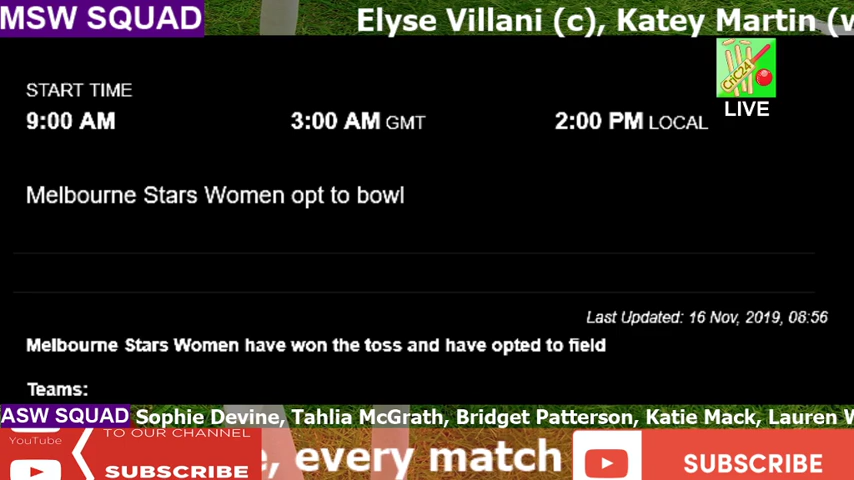 MSW SQUAD Elyse Villani (c), Katey Martin (w
START TIME
9:00 AM 3:00 AM GMT 2:00 PM LOCAL
CriC24
LIVE
Melbourne Stars Women opt to bowl
Last Updated: 16 Nov, 2019, 08:56
Melbourne Stars Women have won the toss and have opted to field
Teams:
ASW SQUAD Sophie Devine, Tahlia McGrath, Bridget Patterson, Katie Mack, Lauren W
YouTube TO OUR CHANNEL
SUBSCRIBE e, every match SUBSCRIBE